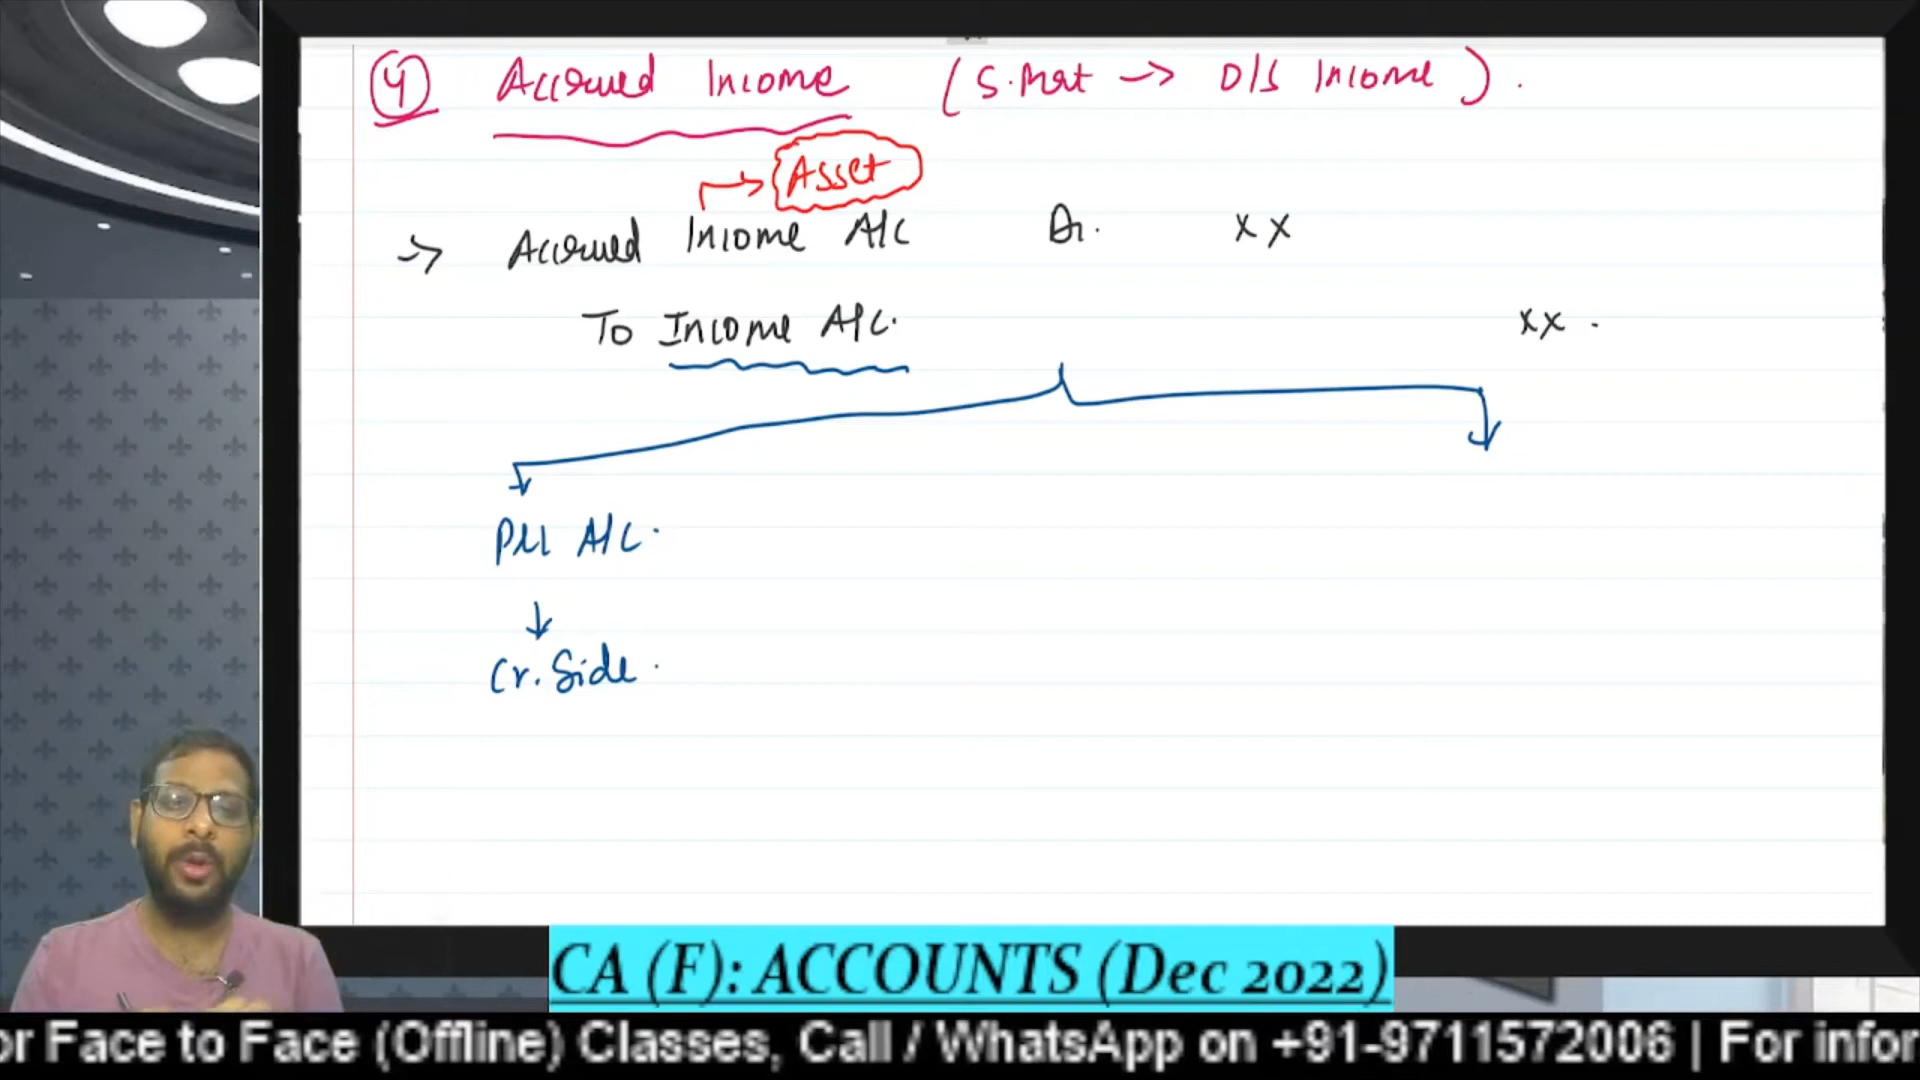 4 Accrued Income (S.Mat -> O/S Income).
Asset
-> Accrued Income A/C Dr. xx
To Income A/C. xx.
P&L A/C.
Cr. Side.
CA (F): ACCOUNTS (Dec 2022)
or Face to Face (Offline) Classes, Call / WhatsApp on +91-9711572006 | For infor